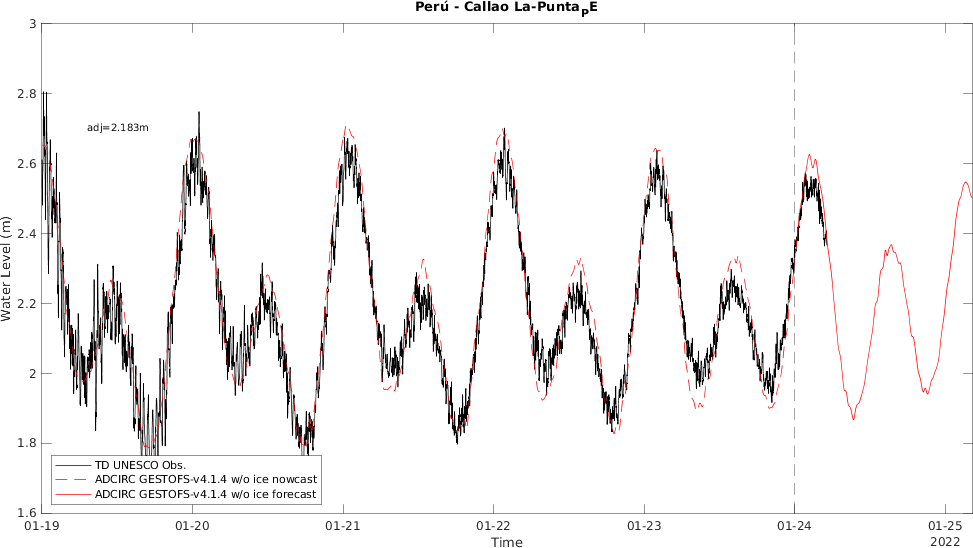 Perú - Callao La-PuntaPE
3
2.8
2.6
2.4
2.2
2
1.8
1.6
Water Level (m)
adj=2.183m
TD UNESCO Obs.
ADCIRC GESTOFS-v4.1.4 w/o ice nowcast
ADCIRC GESTOFS-v4.1.4 w/o ice forecast
01-19 01-20 01-21 01-22 01-23 01-24 01-25
Time
2022